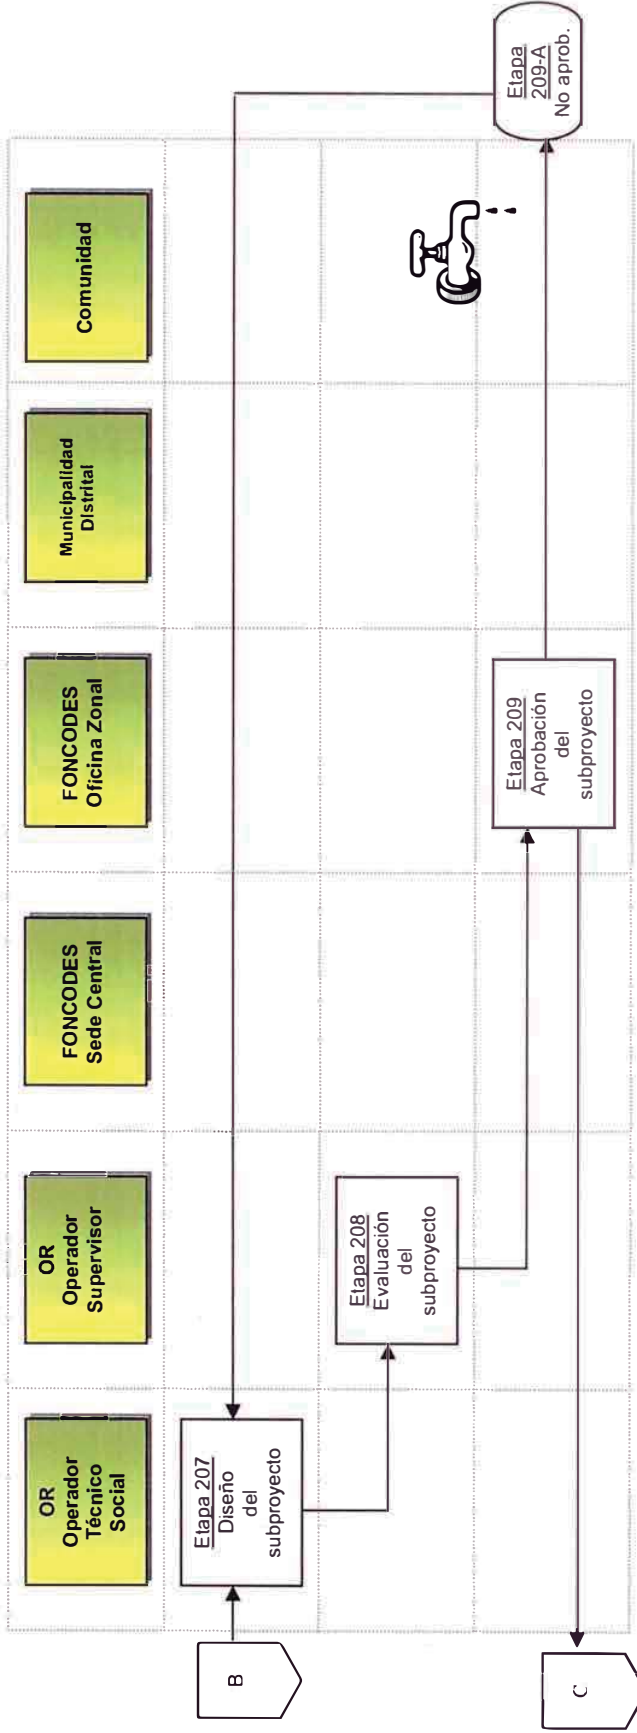 OR
Operador
Técnico
Social
OR
Operador
Supervisor
FONCODES
Sede Central
FONCODES
Oficina Zonal
Municipalidad
Distrital
Comunidad
B
Etapa 207
Diseño
del
subproyecto
Etapa 208
Evaluación
del
subproyecto
Etapa 209
Aprobación
del
subproyecto
Etapa
209-A
No aprob.
C